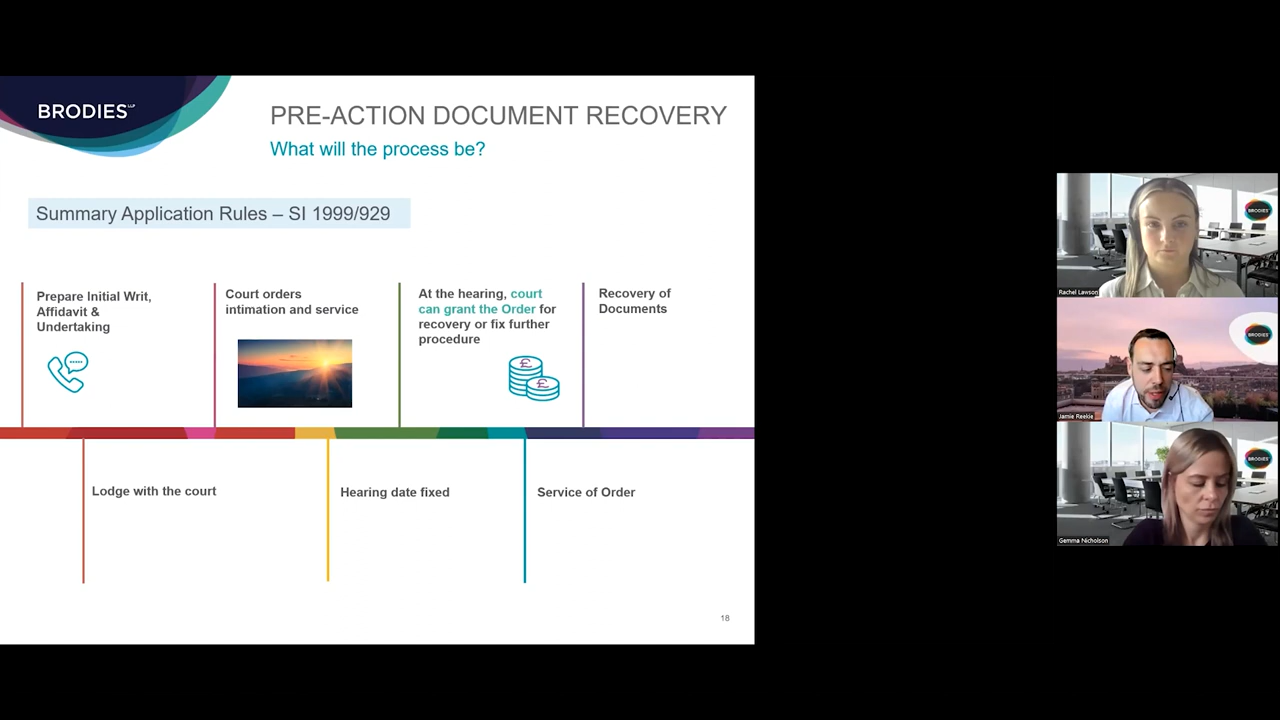 BRODIES LLP
PRE-ACTION DOCUMENT RECOVERY
What will the process be?
Summary Application Rules – SI 1999/929
Prepare Initial Writ,
Affidavit &
Undertaking
Court orders
intimation and service
At the hearing, court
can grant the Order for
recovery or fix further
procedure
£
£
Recovery of
Documents
Lodge with the court
Hearing date fixed
Service of Order
18
BRODIES
Rachel Lawson
BRODIES
Jamie Reekie
BRODIES
Gemma Nicholson